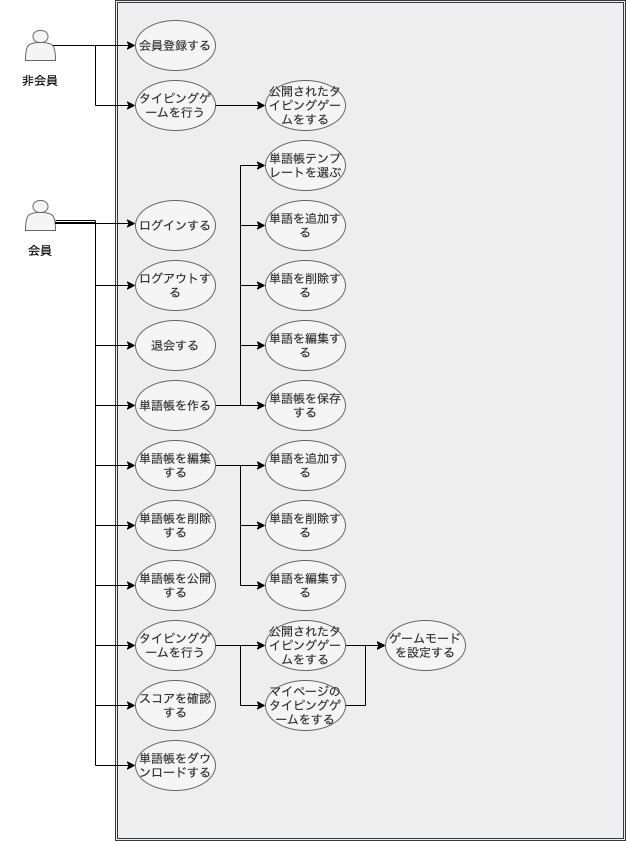 会員登録する
非会員
タイピングゲ
ームを行う
公開されたタ
イピングゲー
ムをする
単語帳テンプ
レートを選ぶ
会員
ログインする
単語を追加す
る
ログアウトす
る
単語を削除す
る
退会する
単語を編集す
る
単語帳を作る
単語帳を保存
する
単語帳を編集
する
単語を追加す
る
単語帳を削除
する
単語を削除す
る
単語帳を公開
する
単語を編集す
る
タイピングゲ
ームを行う
公開されたタ
イピングゲー
ムをする
ゲームモード
を設定する
スコアを確認
する
マイページの
タイピングゲ
ームをする
単語帳をダウ
ンロードする